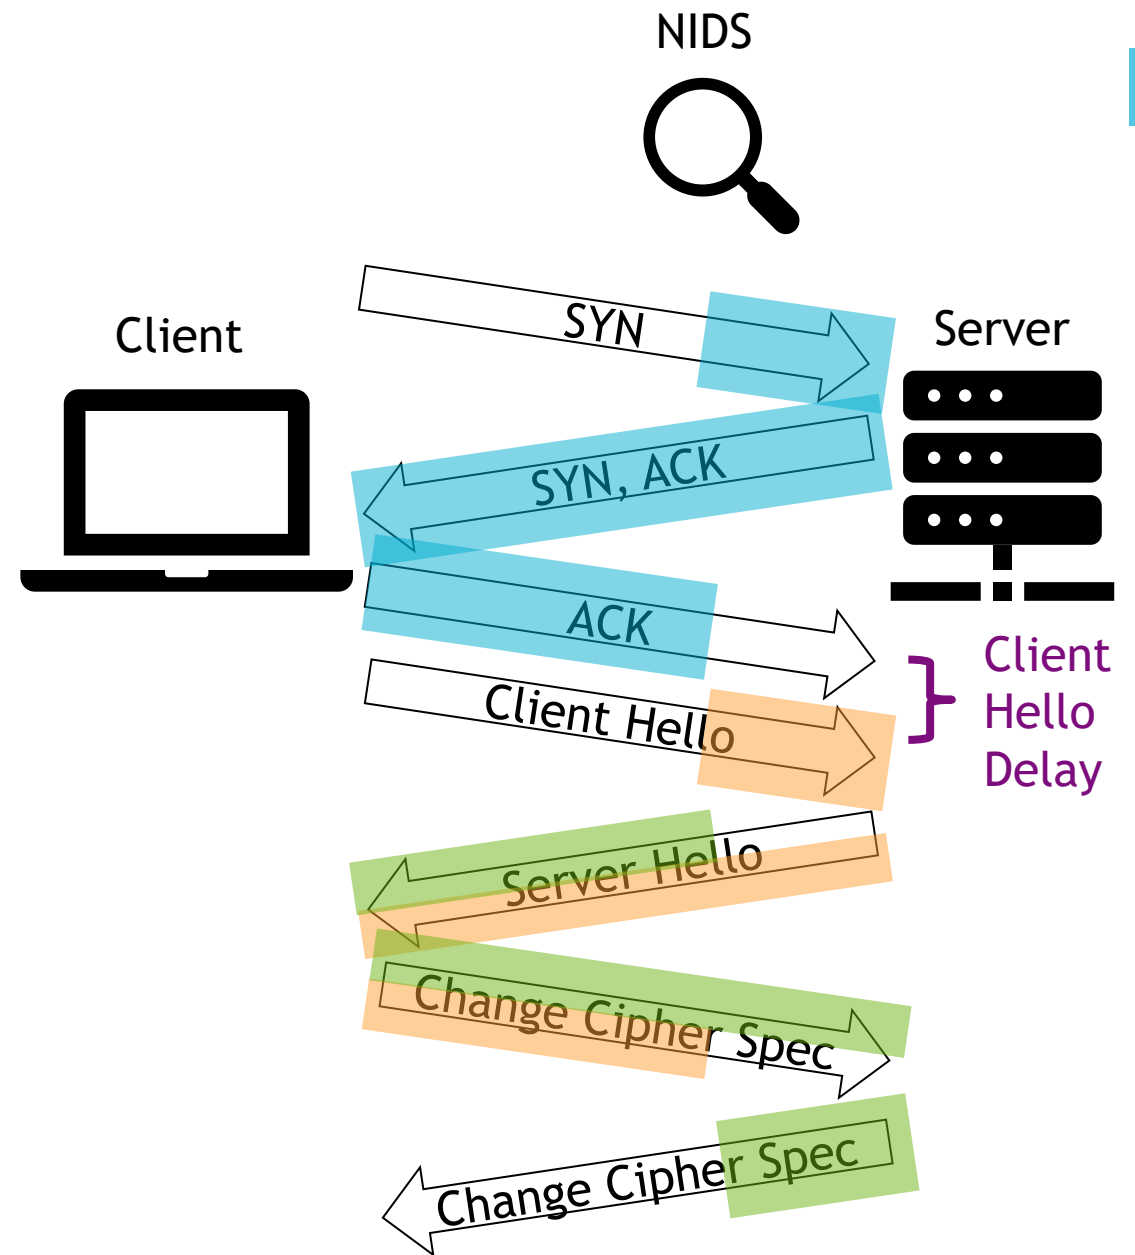 NIDS
SYN
Client
Server
SYN, ACK
ACK
Client
Hello
Delay
Client Hello
Server Hello
Change Cipher Spec
Change Cipher Spec